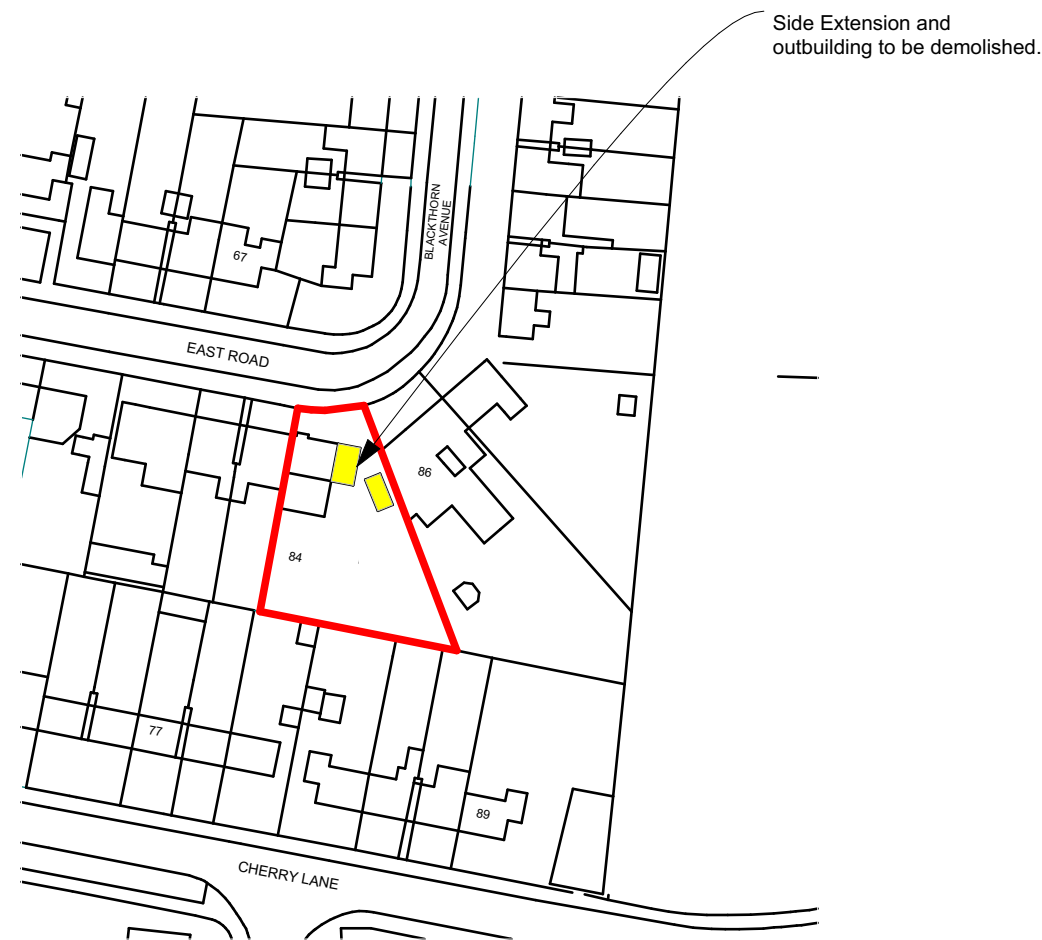 Side Extension and
outbuilding to be demolished.
BLACKTHORN
AVENUE
67
EAST ROAD
86
84
77
89
CHERRY LANE